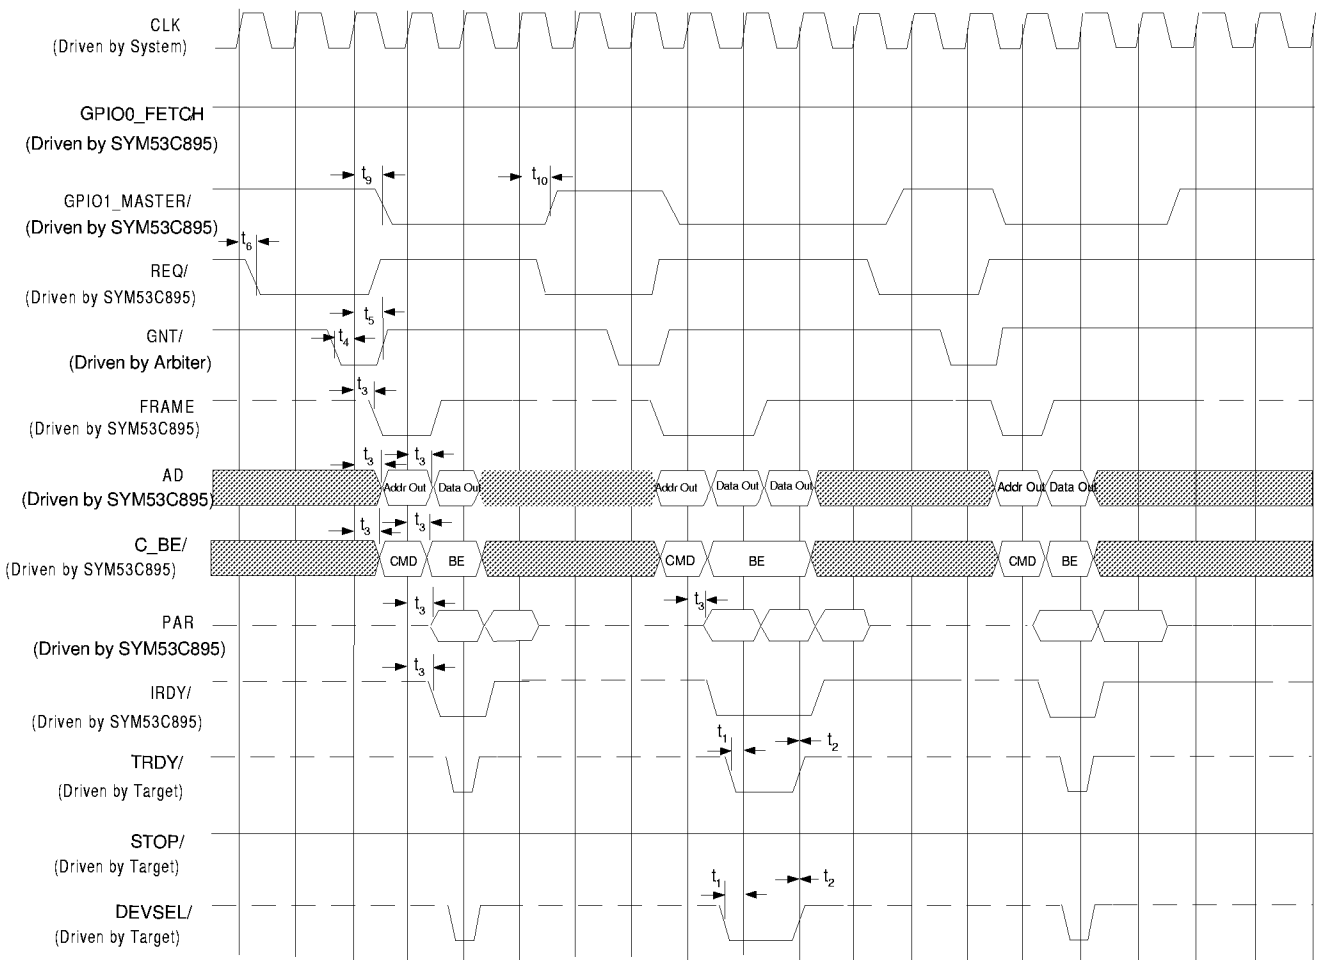 CLK
(Driven by System)
GPIO0_FETCH
(Driven by SYM53C895)
t9
t10
GPIO1_MASTER/
(Driven by SYM53C895)
t6
REQ/
(Driven by SYM53C895)
t5
GNT/
t4
(Driven by Arbiter)
t3
FRAME
(Driven by SYM53C895)
t3 t3
AD
Addr Out Data Out Addr Out Data Out Data Out Addr Out Data Out
(Driven by SYM53C895)
t3 t3
C_BE/
CMD BE CMD BE CMD BE
(Driven by SYM53C895)
t3 t3
PAR
(Driven by SYM53C895)
t3
IRDY/
(Driven by SYM53C895)
t1 t2
TRDY/
(Driven by Target)
STOP/
(Driven by Target)
t1 t2
DEVSEL/
(Driven by Target)